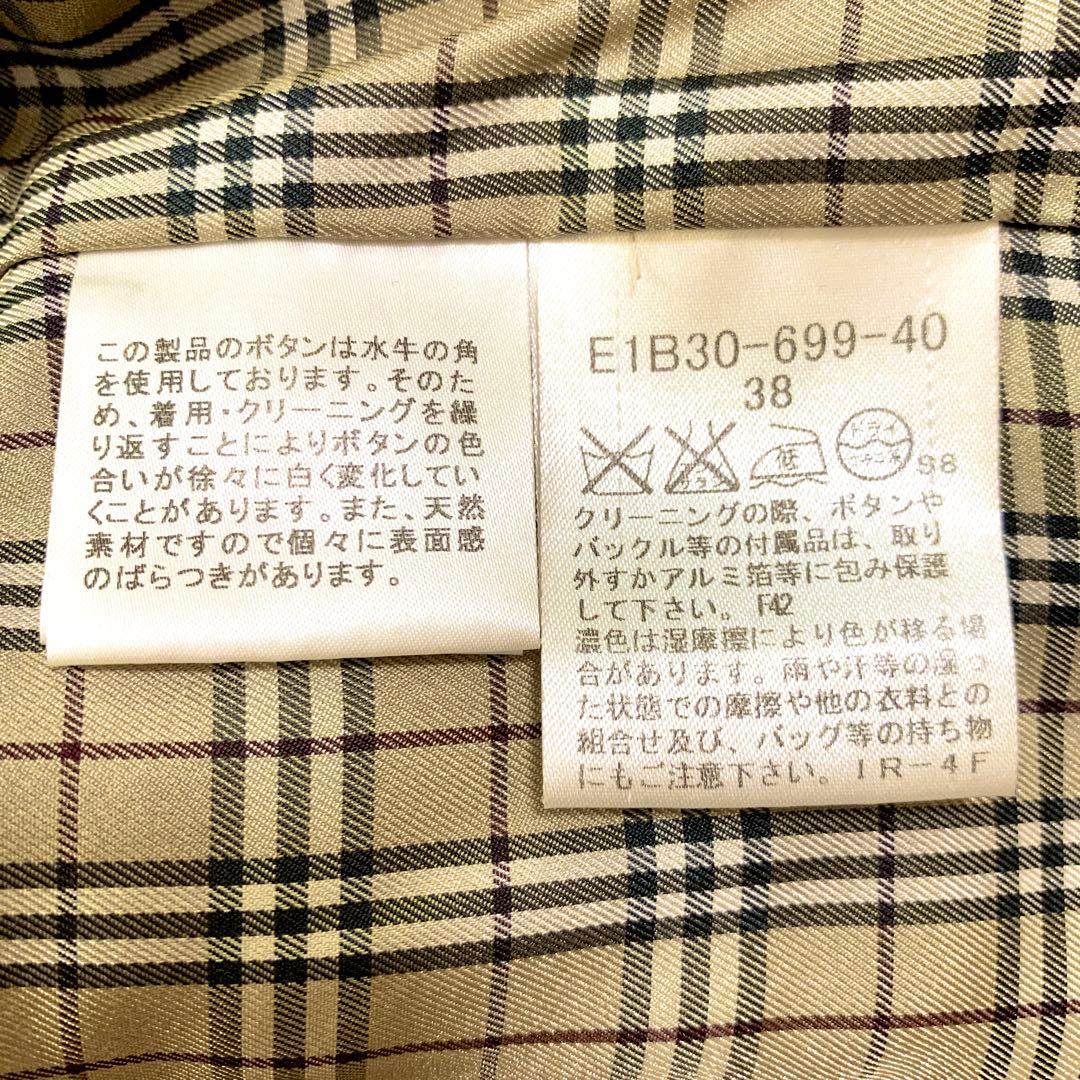 この製品のボタンは水牛の角
を使用しております。そのた
め、着用・クリーニングを繰
り返すことによりボタンの色
合いが徐々に白く変化してい
くことがあります。また、天然
素材ですので個々に表面感
のばらつきがあります。
E1B30-699-40
38
エンソ
サラシ
低
ドライ
セキユ系
98
クリーニングの際、ボタンや
バックル等の付属品は、取り
外すかアルミ箔等に包み保護
して下さい。 F42
濃色は湿摩擦により色が移る場
合があります。雨や汗等の湿っ
た状態での摩擦や他の衣料との
組合せ及び、バッグ等の持ち物
にもご注意下さい。IR-4F